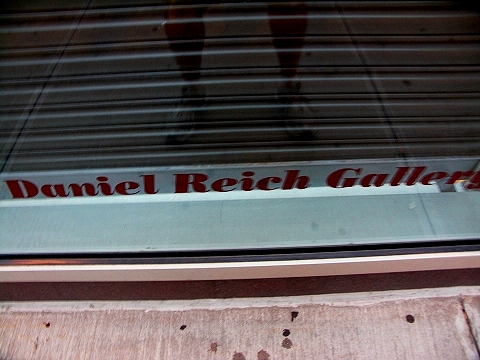 Daniel Reich Gallery